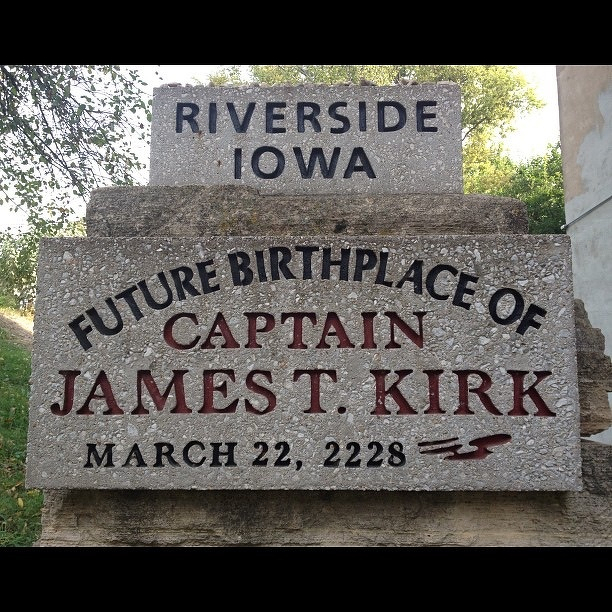 RIVERSIDE
IOWA
FUTURE BIRTHPLACE OF
CAPTAIN
JAMES T. KIRK
MARCH 22, 2228